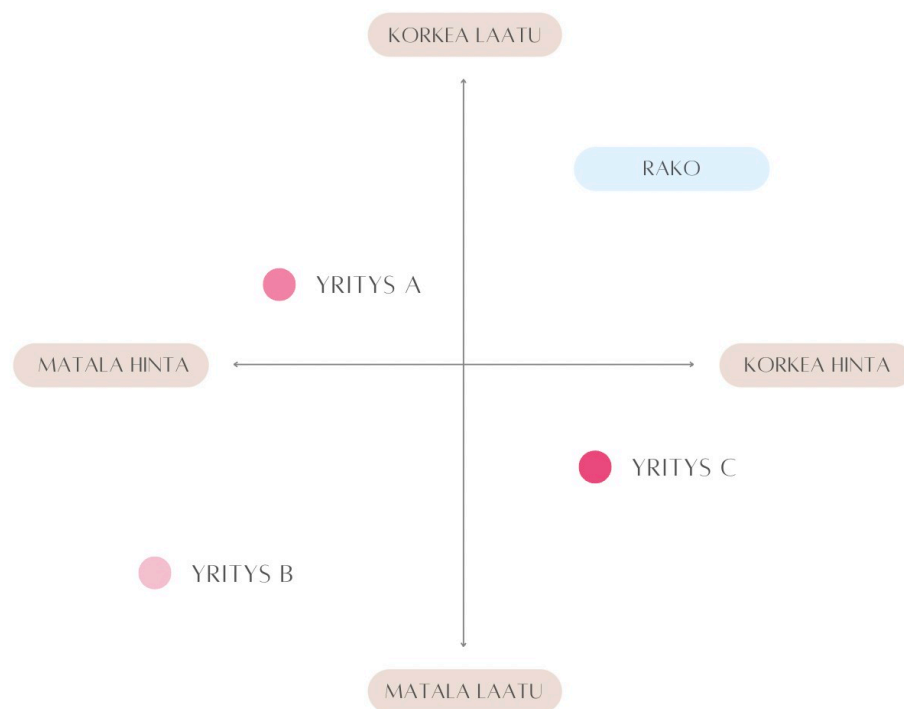 KORKEA LAATU
RAKO
YRITYS A
MATALA HINTA
KORKEA HINTA
YRITYS C
YRITYS B
MATALA LAATU